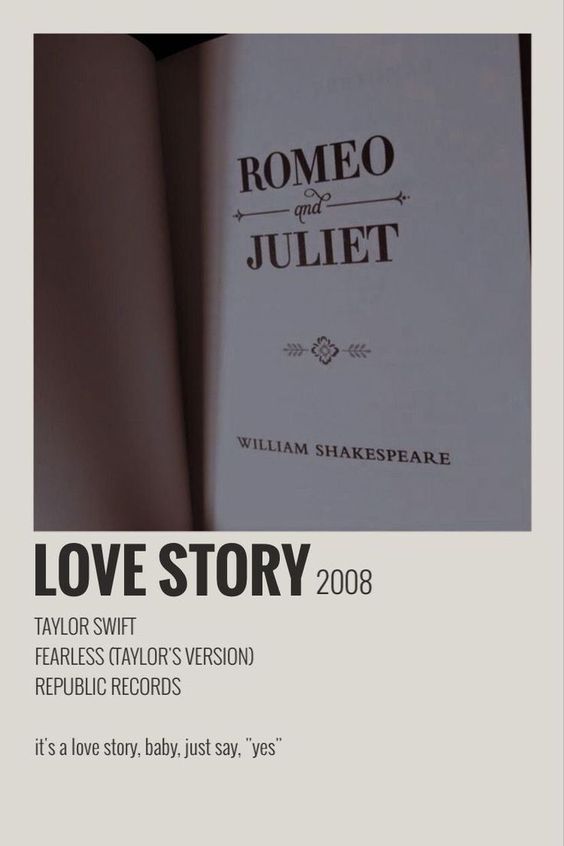 ROMEO
and
JULIET
WILLIAM SHAKESPEARE
LOVE STORY 2008
TAYLOR SWIFT
FEARLESS (TAYLOR'S VERSION)
REPUBLIC RECORDS
it's a love story, baby, just say, "yes"